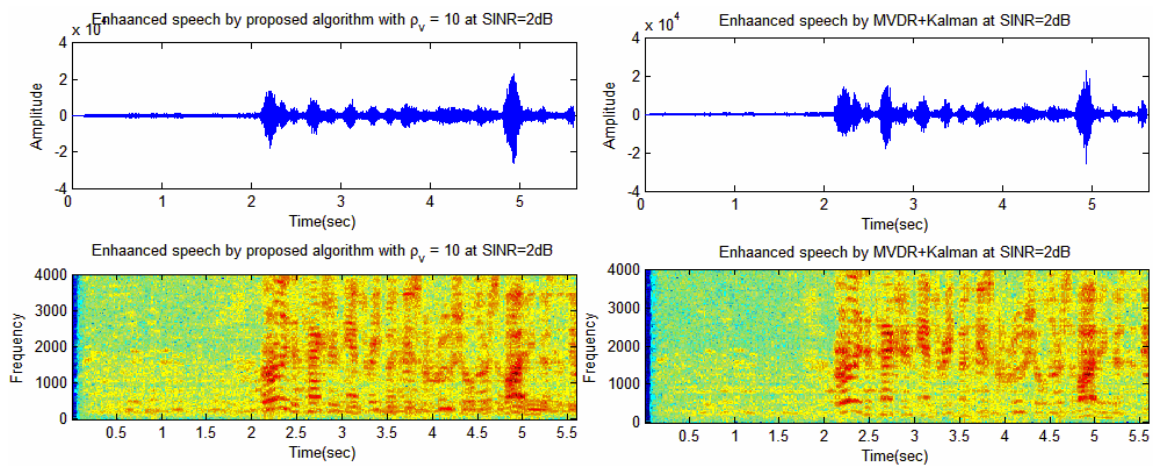 Enhaanced speech by proposed algorithm with ρv = 10 at SINR=2dB
4
2
0
-2
-4
Amplitude
0 1 2 3 4 5
Time(sec)
Enhaanced speech by MVDR+Kalman at SINR=2dB
x 10^4
4
2
0
-2
-4
Amplitude
0 1 2 3 4 5
Time(sec)
Enhaanced speech by proposed algorithm with ρv = 10 at SINR=2dB
4000
3000
2000
1000
0
Frequency
0.5 1 1.5 2 2.5 3 3.5 4 4.5 5 5.5
Time(sec)
Enhaanced speech by MVDR+Kalman at SINR=2dB
4000
3000
2000
1000
0
Frequency
0.5 1 1.5 2 2.5 3 3.5 4 4.5 5 5.5
Time(sec)